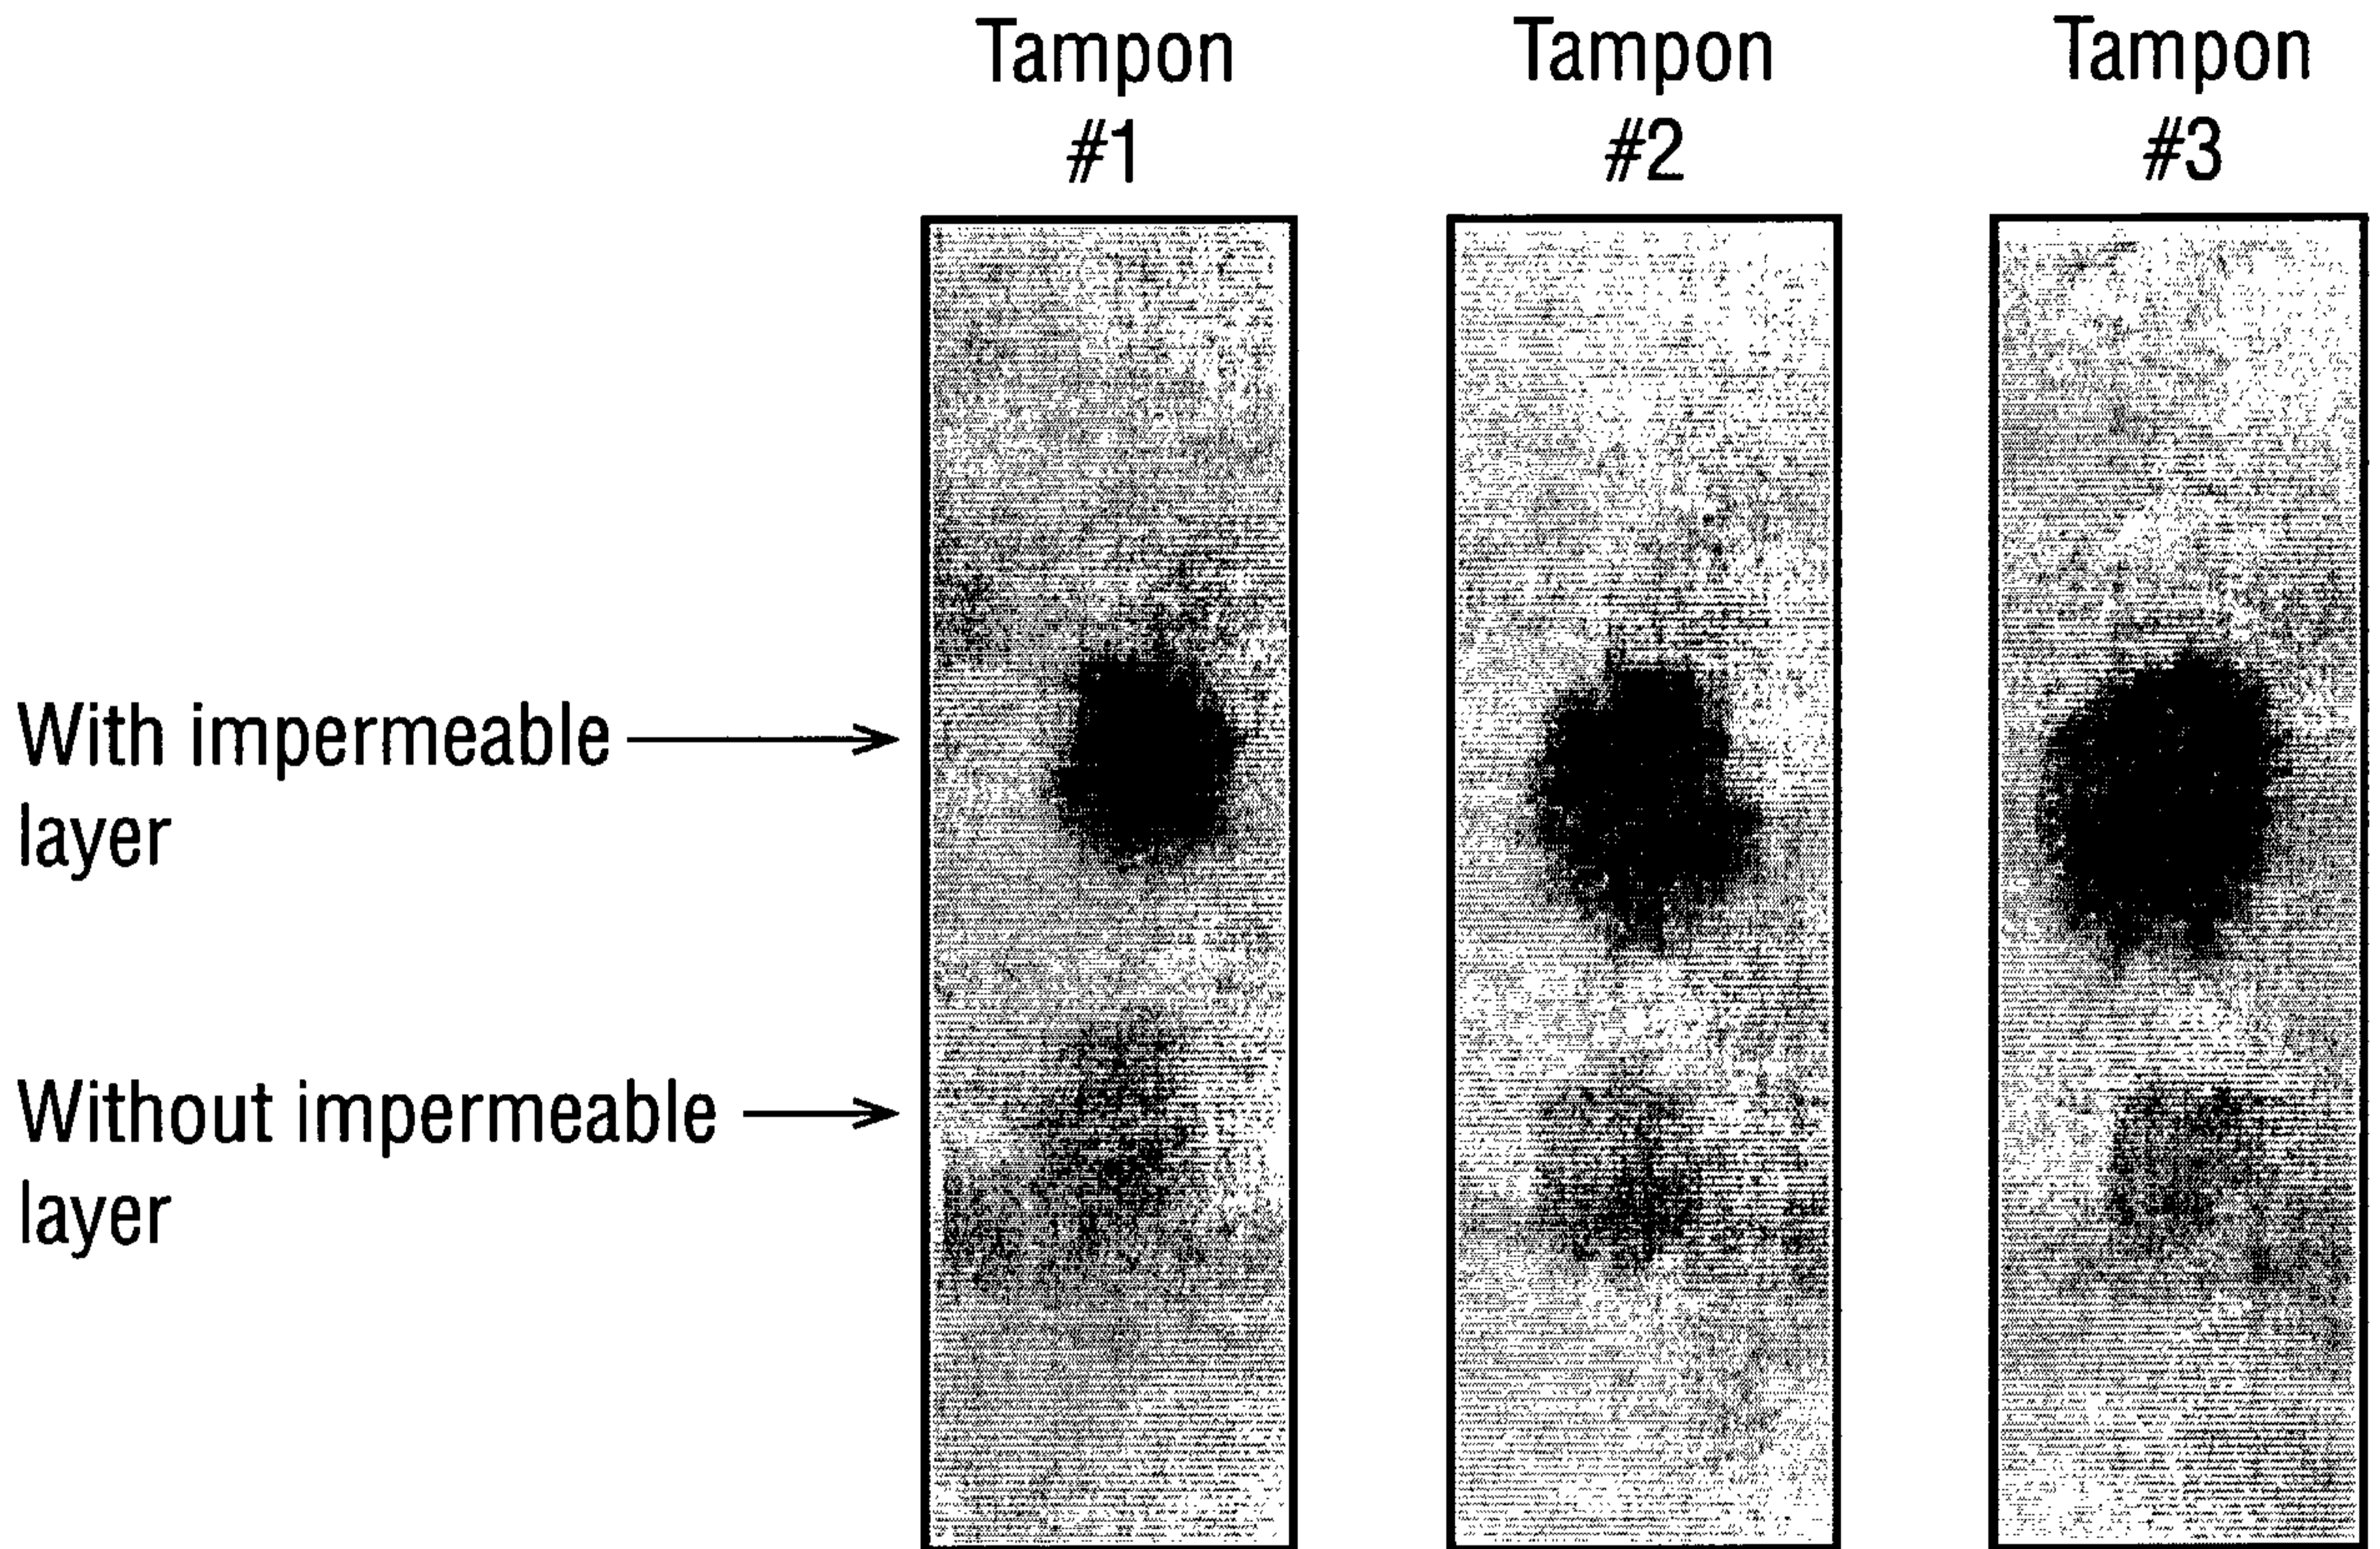 Tampon
#1
Tampon
#2
Tampon
#3
With impermeable
layer
Without impermeable
layer